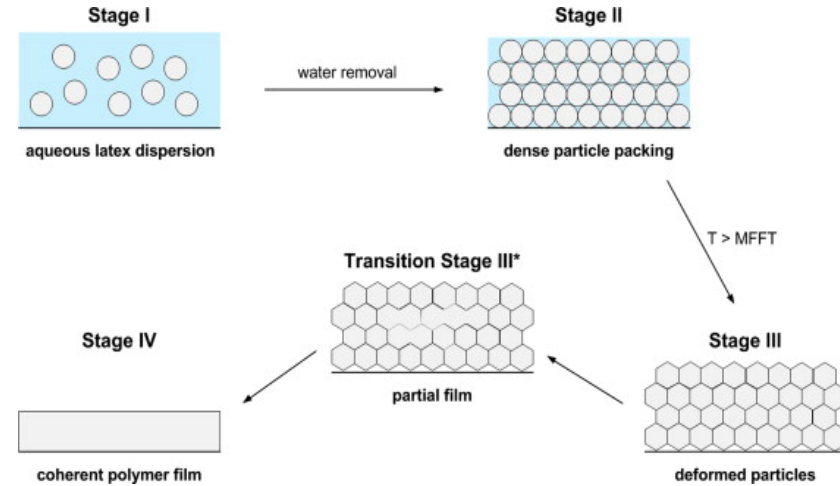 Stage I
aqueous latex dispersion
water removal
Stage II
dense particle packing
T > MFFT
Stage III
deformed particles
Transition Stage III*
partial film
Stage IV
coherent polymer film